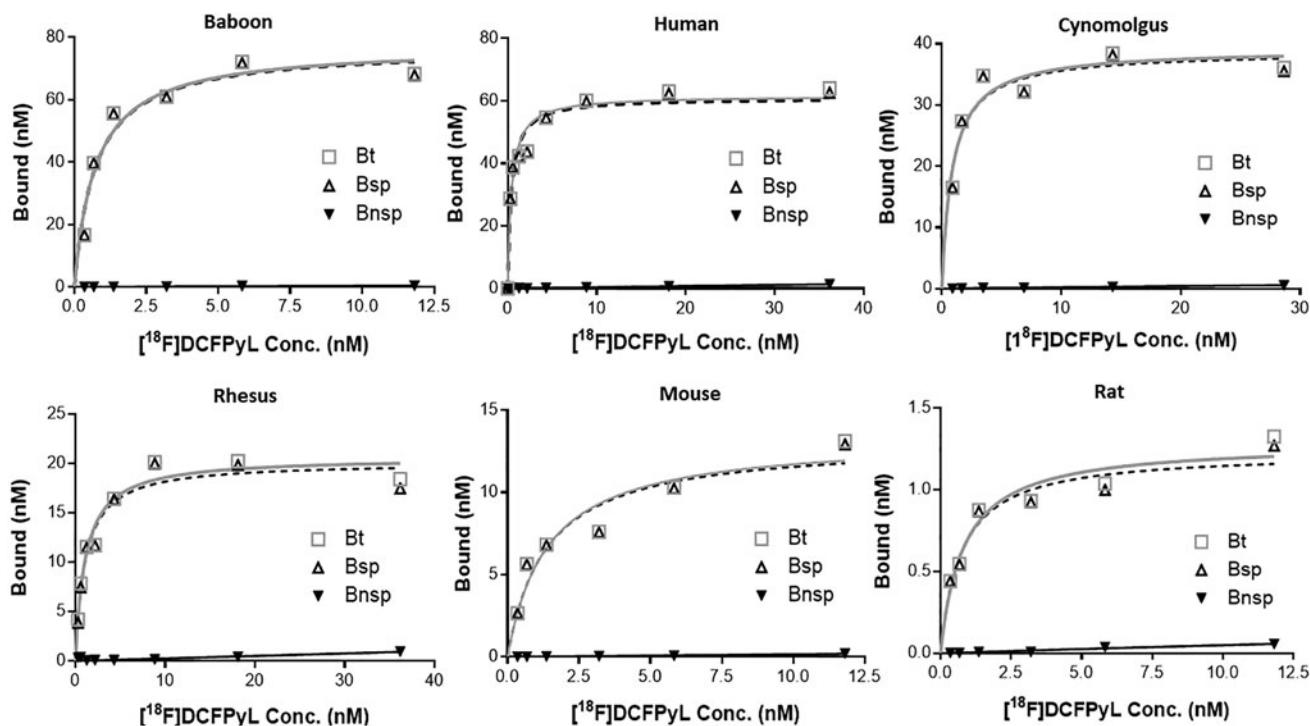 Baboon
Bound (nM)
80
60
40
20
0
0.0 2.5 5.0 7.5 10.0 12.5
[¹⁸F]DCFPyL Conc. (nM)
Bt
Bsp
Bnsp
Human
Bound (nM)
80
60
40
20
0
0 10 20 30 40
[¹⁸F]DCFPyL Conc. (nM)
Bt
Bsp
Bnsp
Cynomolgus
Bound (nM)
40
30
20
10
0
0 10 20 30
[1⁸F]DCFPyL Conc. (nM)
Bt
Bsp
Bnsp
Rhesus
Bound (nM)
25
20
15
10
5
0
0 10 20 30 40
[¹⁸F]DCFPyL Conc. (nM)
Bt
Bsp
Bnsp
Mouse
Bound (nM)
15
10
5
0
0.0 2.5 5.0 7.5 10.0 12.5
[¹⁸F]DCFPyL Conc. (nM)
Bt
Bsp
Bnsp
Rat
Bound (nM)
1.5
1.0
0.5
0.0
0.0 2.5 5.0 7.5 10.0 12.5
[¹⁸F]DCFPyL Conc. (nM)
Bt
Bsp
Bnsp